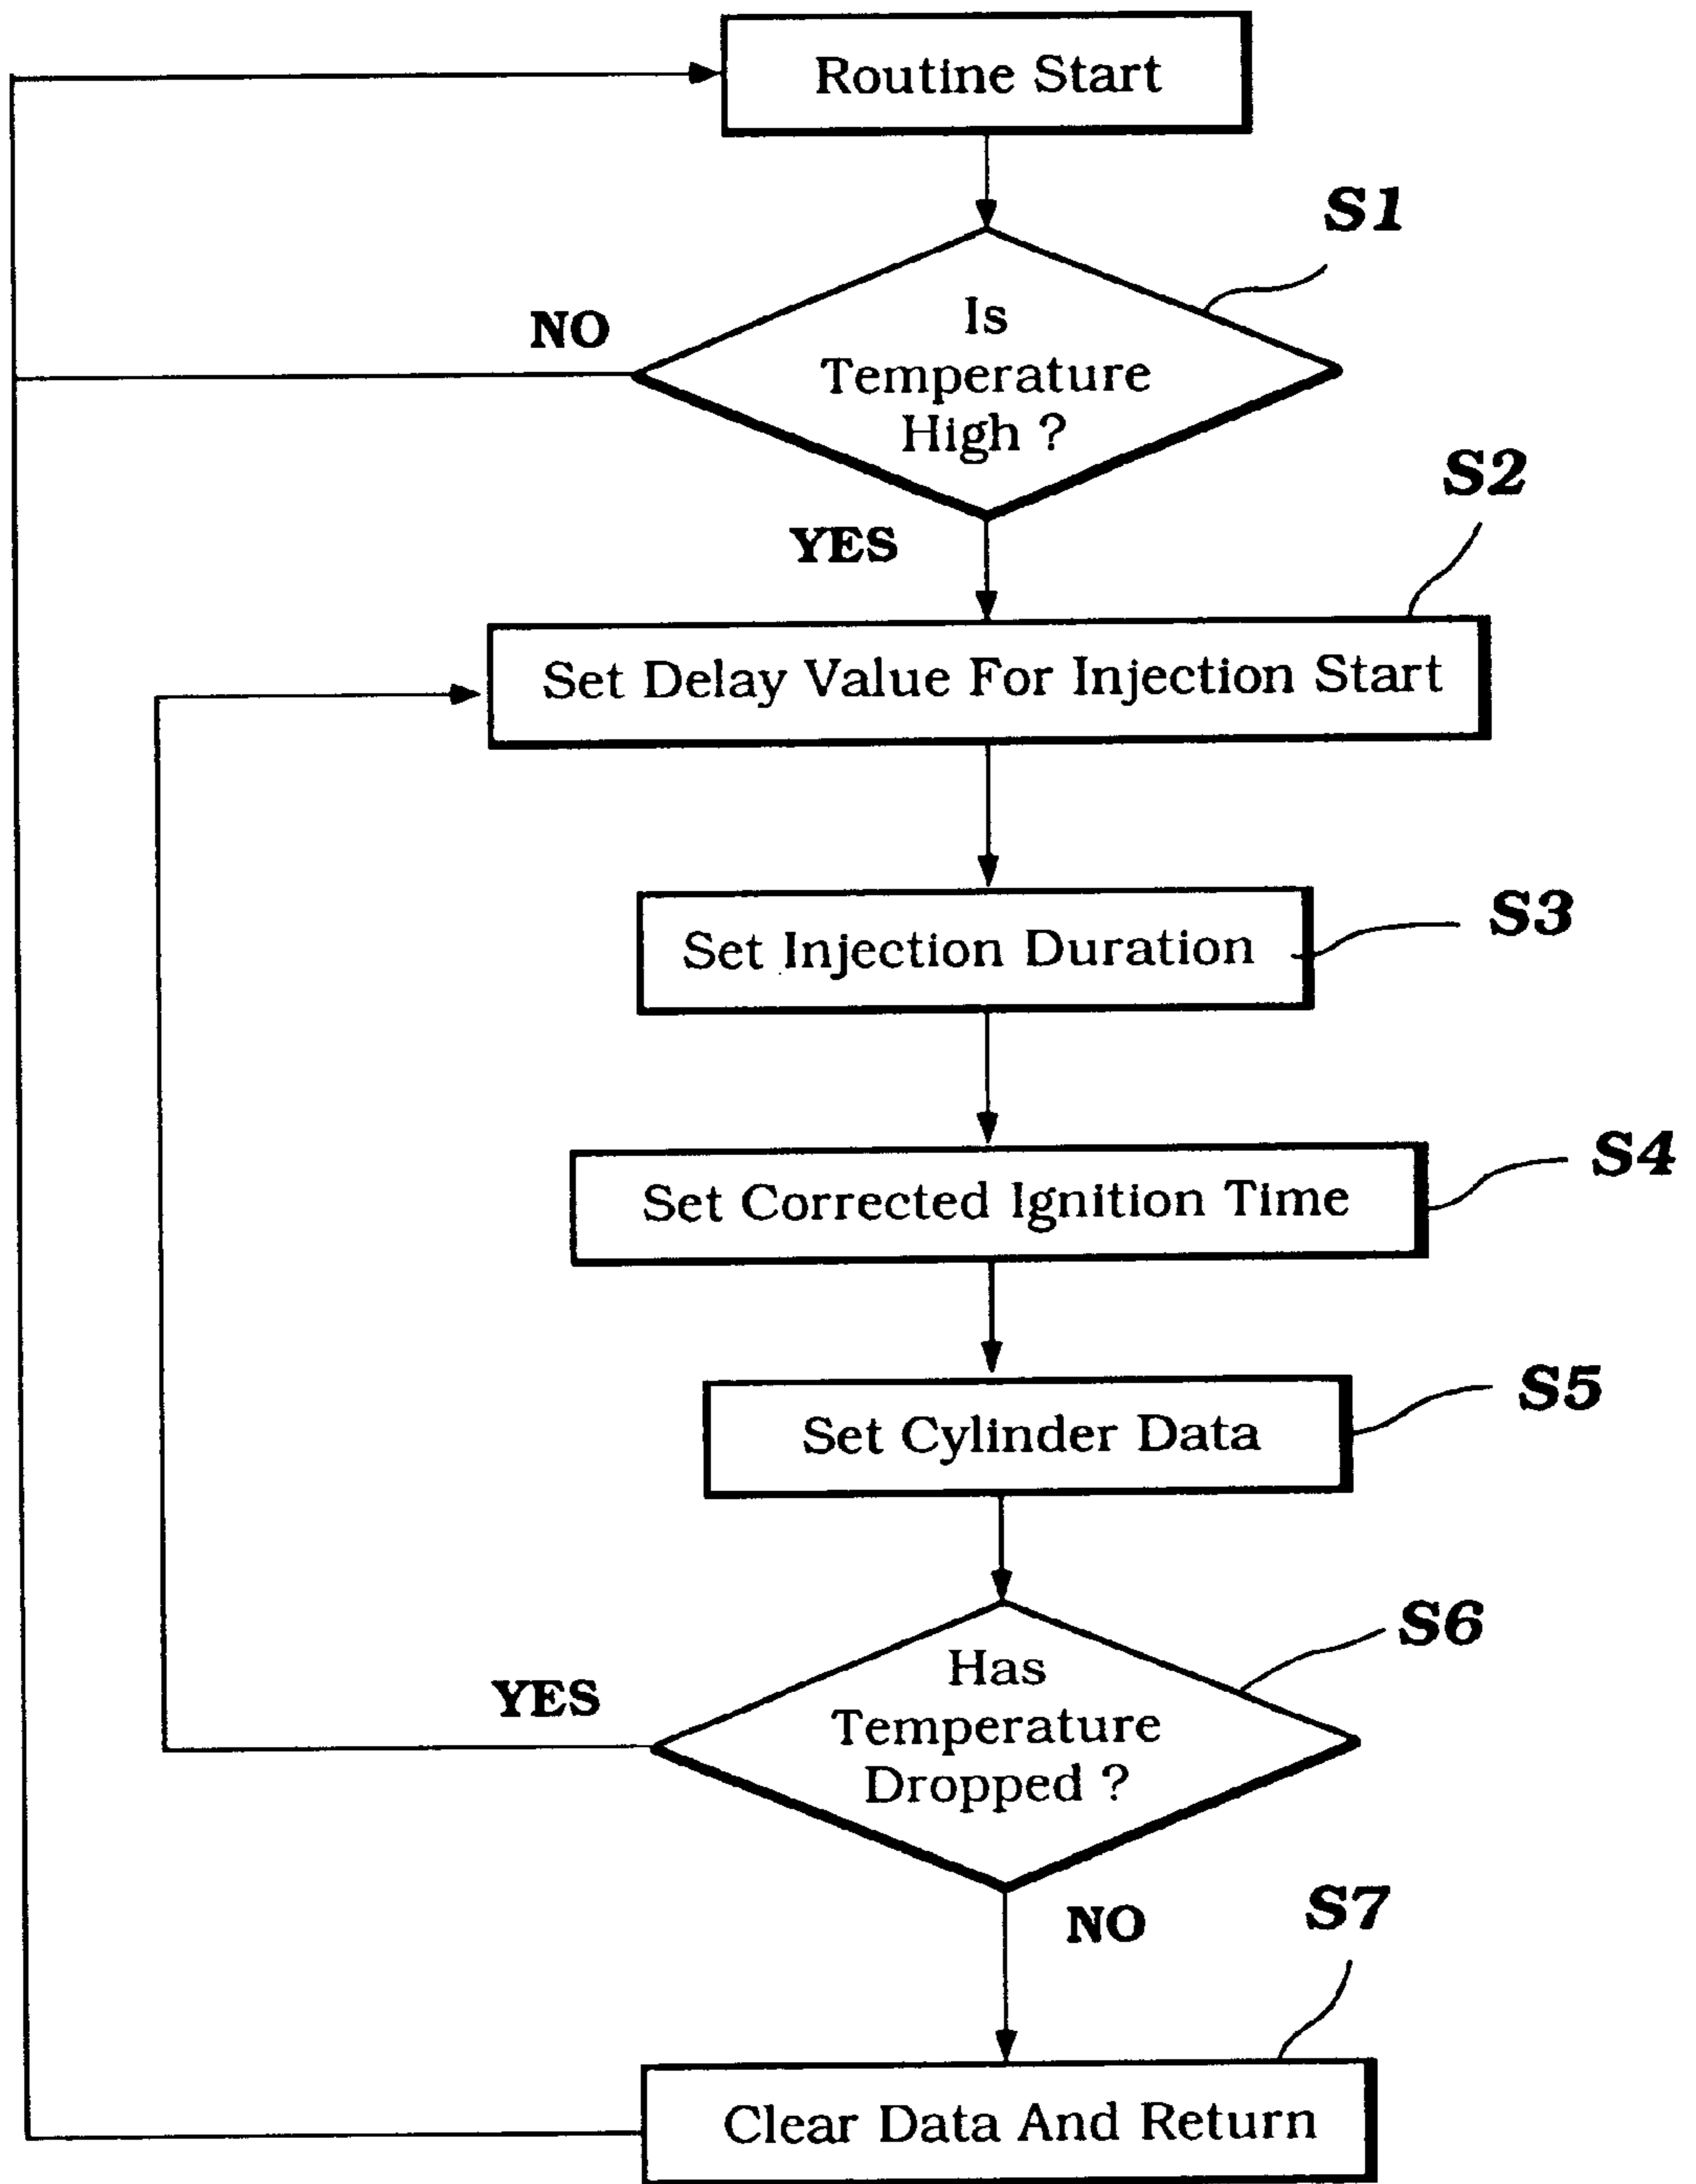 Routine Start
S1
NO
Is
Temperature
High ?
S2
YES
Set Delay Value For Injection Start
Set Injection Duration
S3
Set Corrected Ignition Time
S4
Set Cylinder Data
S5
S6
YES
Has
Temperature
Dropped ?
NO
S7
Clear Data And Return